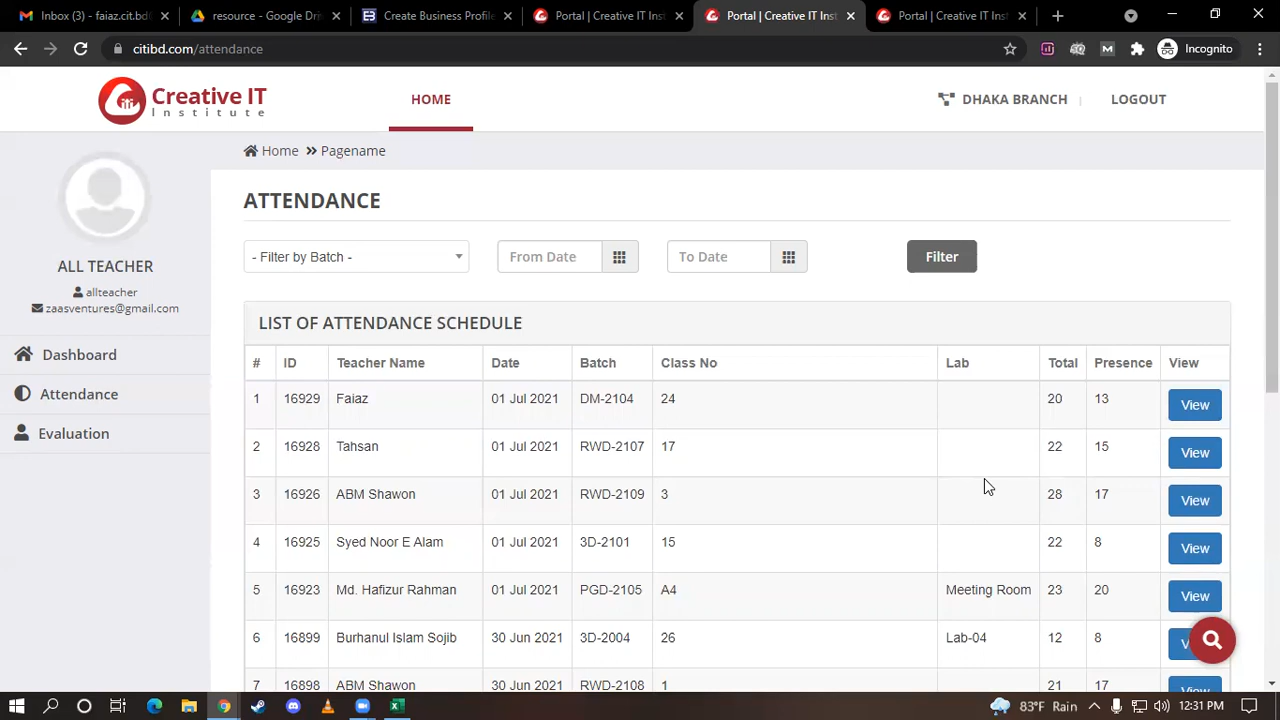 Inbox (3) - faiaz.cit.bd@
resource - Google Dri
Create Business Profile
Portal | Creative IT Inst
Portal | Creative IT Inst
Portal | Creative IT Inst
citibd.com/attendance
Incognito
Creative IT
Institute
HOME
DHAKA BRANCH
LOGOUT
Home » Pagename
ALL TEACHER
allteacher
zaasventures@gmail.com
Dashboard
Attendance
Evaluation
ATTENDANCE
- Filter by Batch -
From Date
To Date
Filter
LIST OF ATTENDANCE SCHEDULE
# ID Teacher Name Date Batch Class No Lab Total Presence View
1 16929 Faiaz 01 Jul 2021 DM-2104 24 20 13 View
2 16928 Tahsan 01 Jul 2021 RWD-2107 17 22 15 View
3 16926 ABM Shawon 01 Jul 2021 RWD-2109 3 28 17 View
4 16925 Syed Noor E Alam 01 Jul 2021 3D-2101 15 22 8 View
5 16923 Md. Hafizur Rahman 01 Jul 2021 PGD-2105 A4 Meeting Room 23 20 View
6 16899 Burhanul Islam Sojib 30 Jun 2021 3D-2004 26 Lab-04 12 8
7 16898 ABM Shawon 30 Jun 2021 RWD-2108 1 21 17 View
83°F Rain
12:31 PM